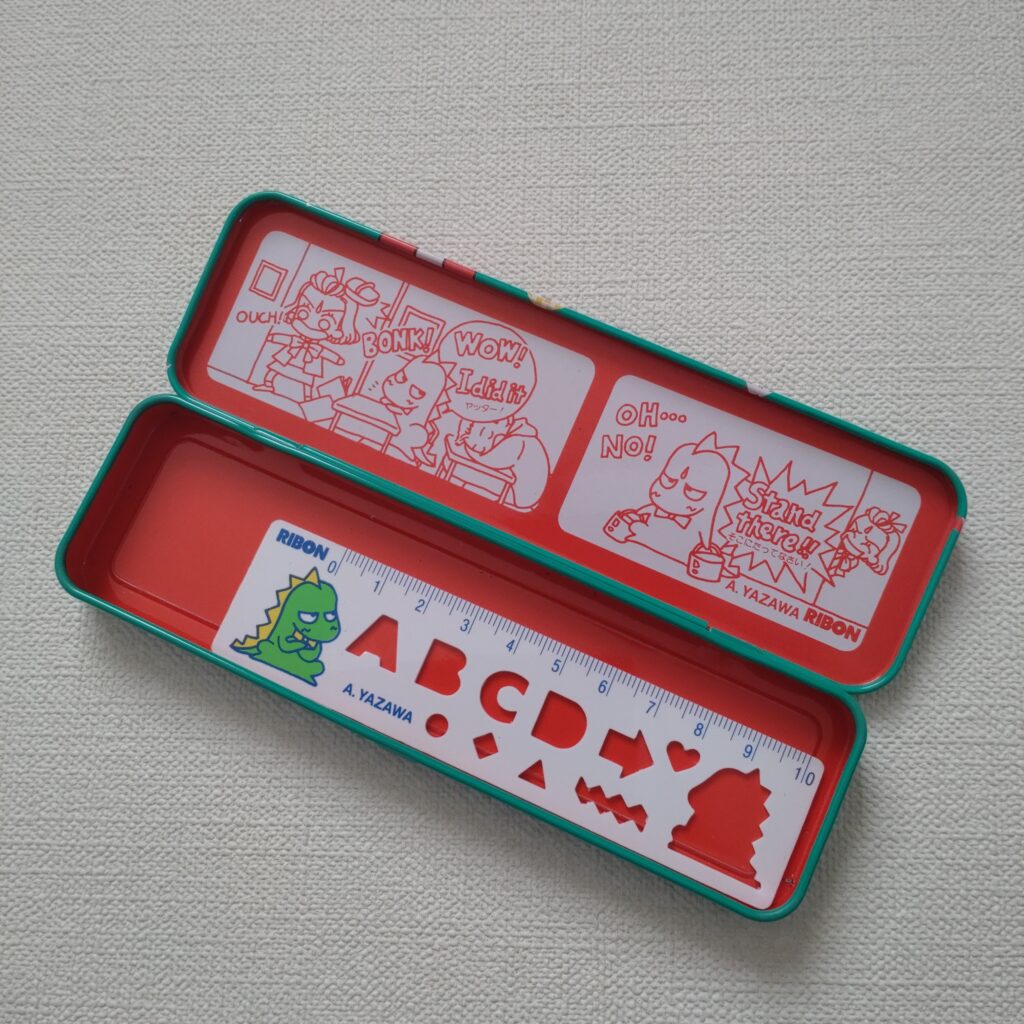 OUCH!
BONK!
WOW!
I did it
ヤッター!
OH...
NO!
Stand
there!!
そこにたってなさい!
A. YAZAWA RIBON
RIBON
0 1 2 3 4 5 6 7 8 9 10
A B C D
A. YAZAWA